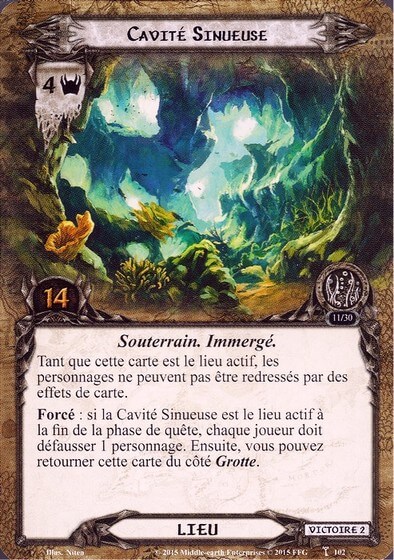 Cavité Sinueuse
4
14
11/30
Souterrain. Immergé.
Tant que cette carte est le lieu actif, les
personnages ne peuvent pas être redressés par des
effets de carte.
Forcé : si la Cavité Sinueuse est le lieu actif à
la fin de la phase de quête, chaque joueur doit
défausser 1 personnage. Ensuite, vous pouvez
retourner cette carte du côté Grotte.
LIEU
VICTOIRE 2
Illus. Nsten
© 2015 Middle-earth Enterprises © 2015 FFG
102